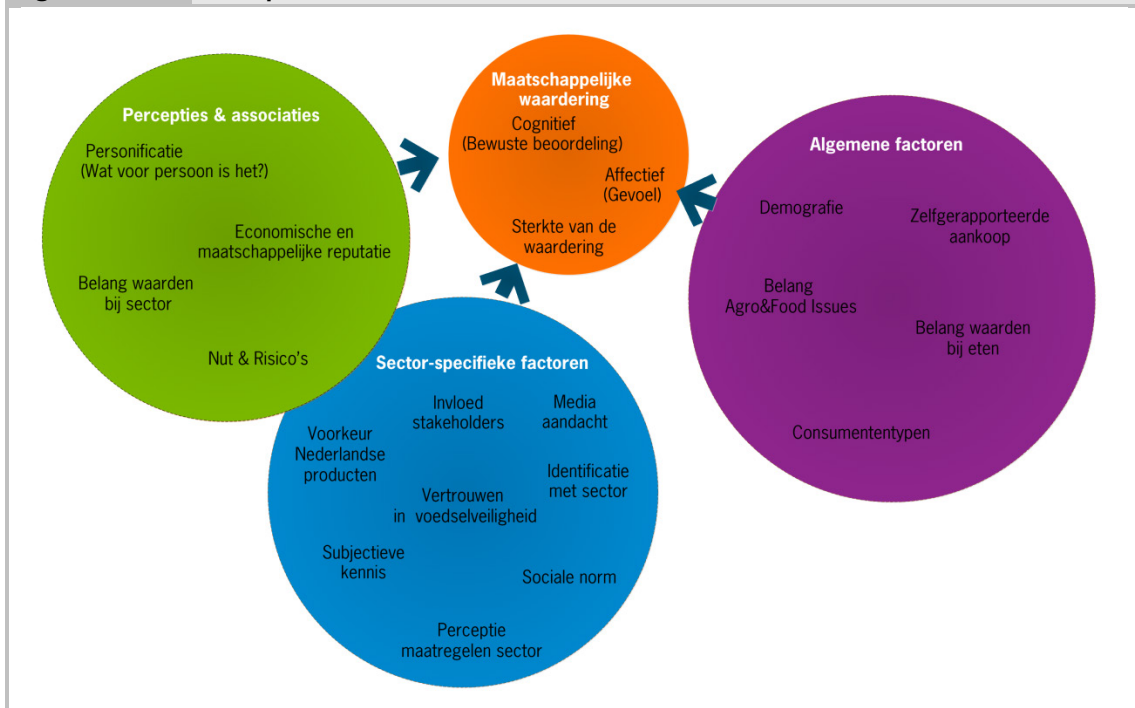 Percepties & associaties
Personificatie
(Wat voor persoon is het?)
Economische en
maatschappelijke reputatie
Belang waarden
bij sector
Nut & Risico's
Maatschappelijke
waardering
Cognitief
(Bewuste beoordeling)
Affectief
(Gevoel)
Sterkte van de
waardering
Algemene factoren
Demografie
Zelfgerapporteerde
aankoop
Belang
Agro&Food Issues
Belang waarden
bij eten
Consumententypen
Sector-specifieke factoren
Invloed
stakeholders
Media
aandacht
Voorkeur
Nederlandse
producten
Identificatie
met sector
Vertrouwen
in voedselveiligheid
Subjectieve
kennis
Sociale norm
Perceptie
maatregelen sector